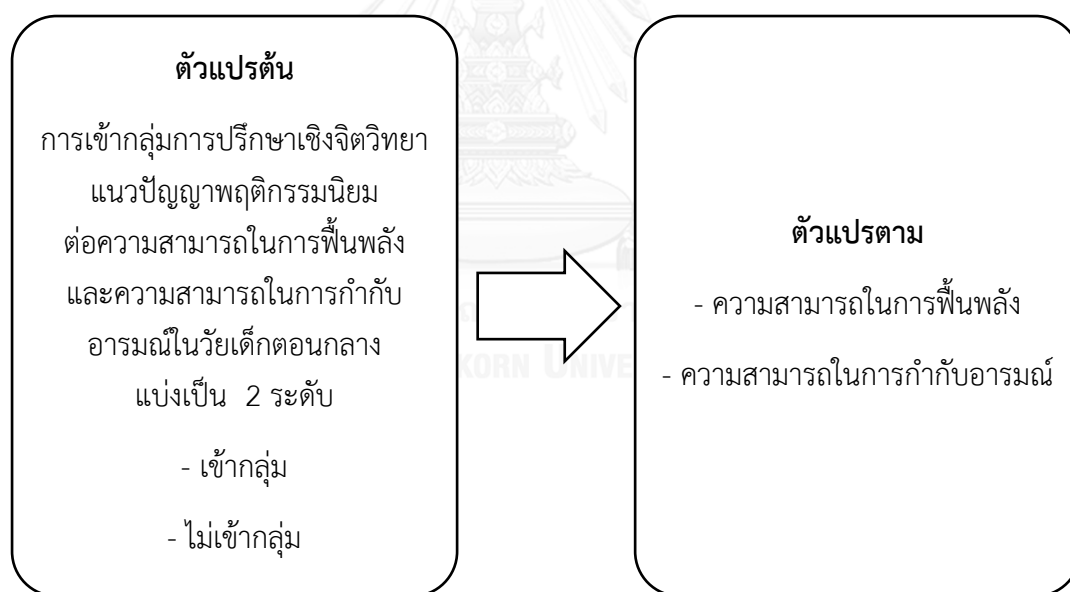 ตัวแปรต้น
การเข้ากลุ่มการปรึกษาเชิงจิตวิทยา
แนวปัญญาพฤติกรรมนิยม
ต่อความสามารถในการฟื้นพลัง
และความสามารถในการกำกับ
อารมณ์ในวัยเด็กตอนกลาง
แบ่งเป็น 2 ระดับ
- เข้ากลุ่ม
- ไม่เข้ากลุ่ม
ตัวแปรตาม
- ความสามารถในการฟื้นพลัง
- ความสามารถในการกำกับอารมณ์
KORN UNIVE